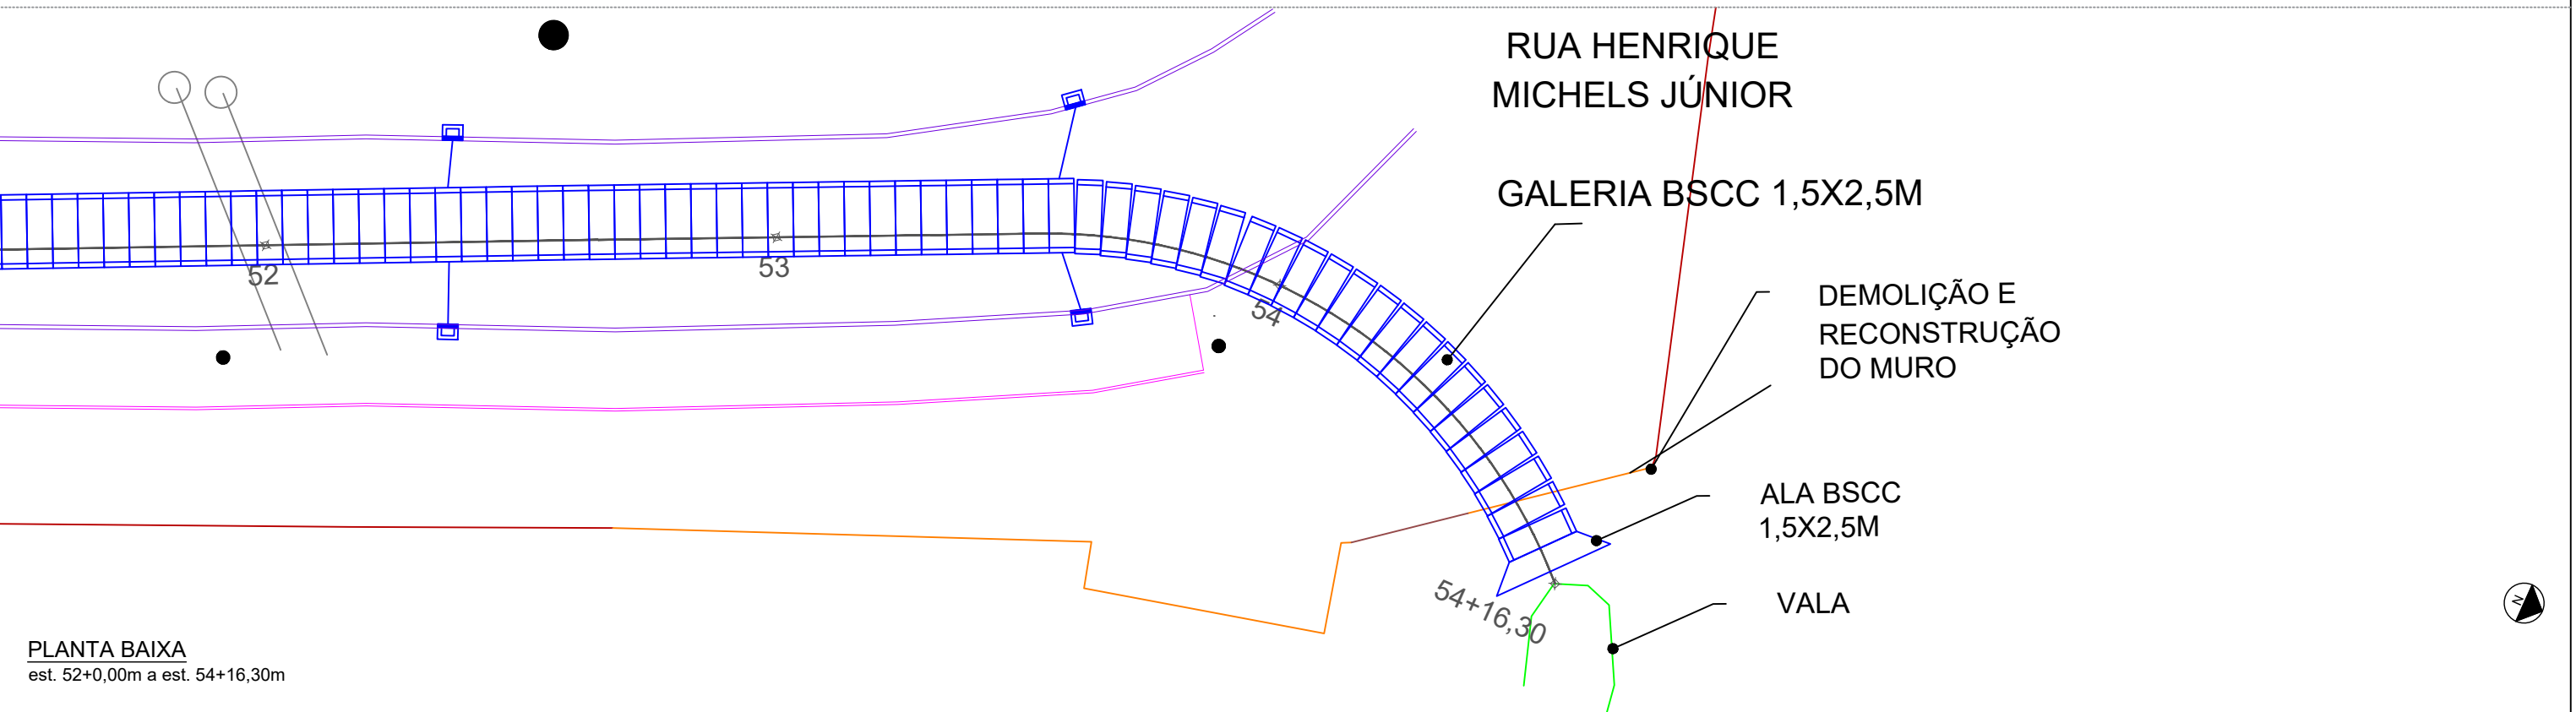 RUA HENRIQUE
MICHELS JÚNIOR
GALERIA BSCC 1,5X2,5M
52
53
54
DEMOLIÇÃO E
RECONSTRUÇÃO
DO MURO
ALA BSCC
1,5X2,5M
54+16,30
VALA
N
PLANTA BAIXA
est. 52+0,00m a est. 54+16,30m